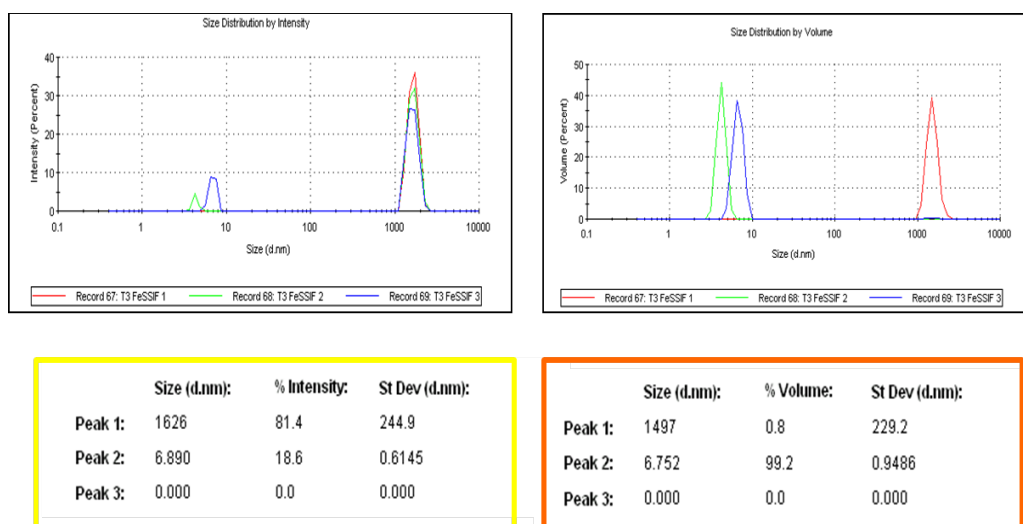 Size Distribution by Intensity
40
30
20
10
0
Intensity (Percent)
0.1 1 10 100 1000 10000
Size (d.nm)
Record 67: T3 FeSSIF 1 Record 68: T3 FeSSIF 2 Record 69: T3 FeSSIF 3
Size Distribution by Volume
50
40
30
20
10
0
Volume (Percent)
0.1 1 10 100 1000 10000
Size (d.nm)
Record 67: T3 FeSSIF 1 Record 68: T3 FeSSIF 2 Record 69: T3 FeSSIF 3
Size (d.nm): % Intensity: St Dev (d.nm):
Peak 1: 1626 81.4 244.9
Peak 2: 6.890 18.6 0.6145
Peak 3: 0.000 0.0 0.000
Size (d.nm): % Volume: St Dev (d.nm):
Peak 1: 1497 0.8 229.2
Peak 2: 6.752 99.2 0.9486
Peak 3: 0.000 0.0 0.000